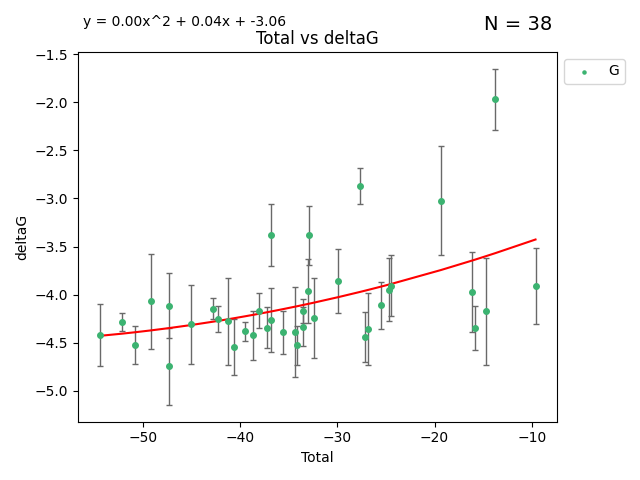 y = 0.00x^2 + 0.04x + -3.06
N = 38
Total vs deltaG
G
−1.5
−2.0
−2.5
−3.0
−3.5
−4.0
−4.5
−5.0
deltaG
−50 −40 −30 −20 −10
Total